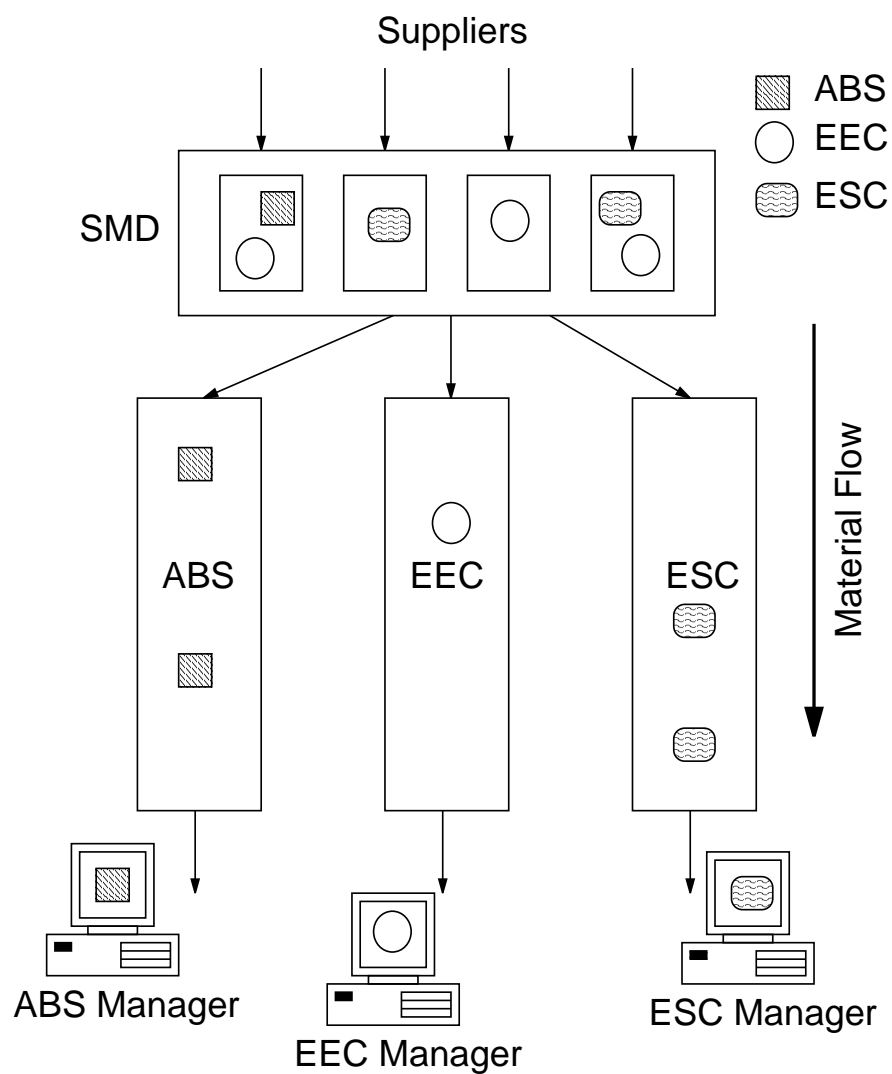 Suppliers
ABS
EEC
ESC
SMD
Material Flow
ABS
EEC
ESC
ABS Manager
EEC Manager
ESC Manager